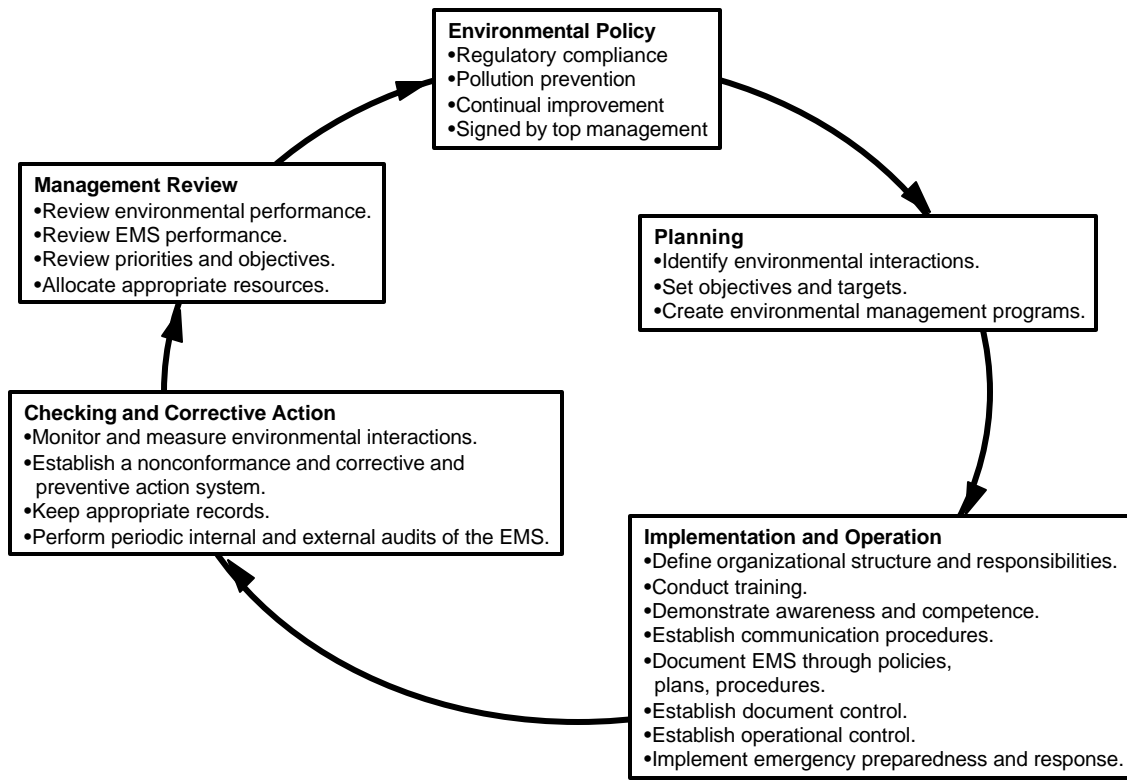 Environmental Policy
•Regulatory compliance
•Pollution prevention
•Continual improvement
•Signed by top management
Planning
•Identify environmental interactions.
•Set objectives and targets.
•Create environmental management programs.
Implementation and Operation
•Define organizational structure and responsibilities.
•Conduct training.
•Demonstrate awareness and competence.
•Establish communication procedures.
•Document EMS through policies,
plans, procedures.
•Establish document control.
•Establish operational control.
•Implement emergency preparedness and response.
Checking and Corrective Action
•Monitor and measure environmental interactions.
•Establish a nonconformance and corrective and
preventive action system.
•Keep appropriate records.
•Perform periodic internal and external audits of the EMS.
Management Review
•Review environmental performance.
•Review EMS performance.
•Review priorities and objectives.
•Allocate appropriate resources.